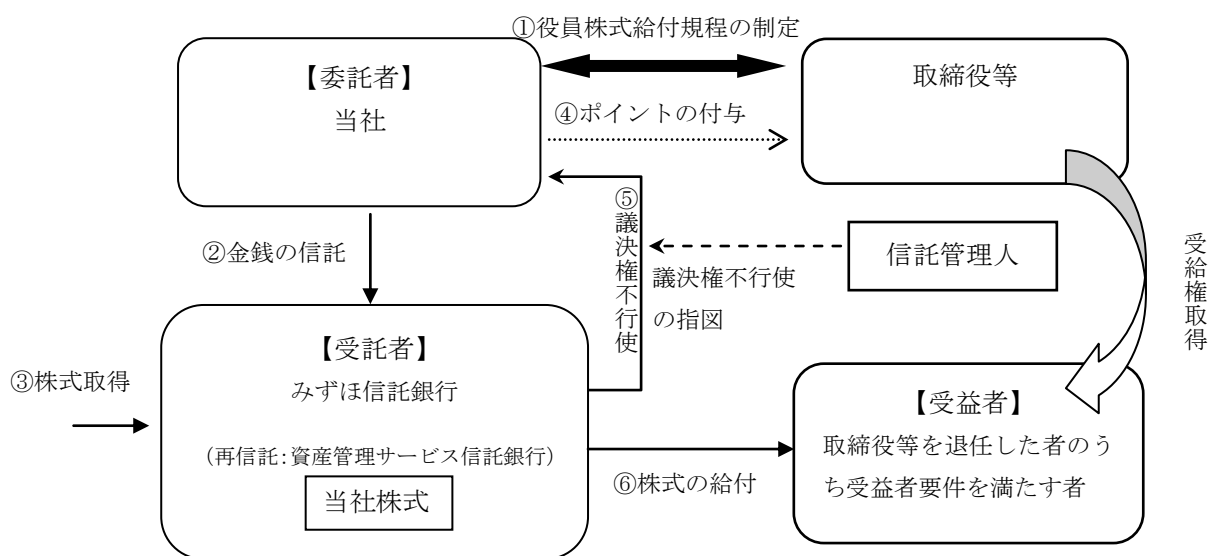 ①役員株式給付規程の制定
【委託者】
当社
取締役等
④ポイントの付与
⑤議決権不行使
②金銭の信託
信託管理人
議決権不行使
の指図
受給権取得
【受託者】
みずほ信託銀行
(再信託:資産管理サービス信託銀行)
当社株式
③株式取得
【受益者】
取締役等を退任した者のう
ち受益者要件を満たす者
⑥株式の給付